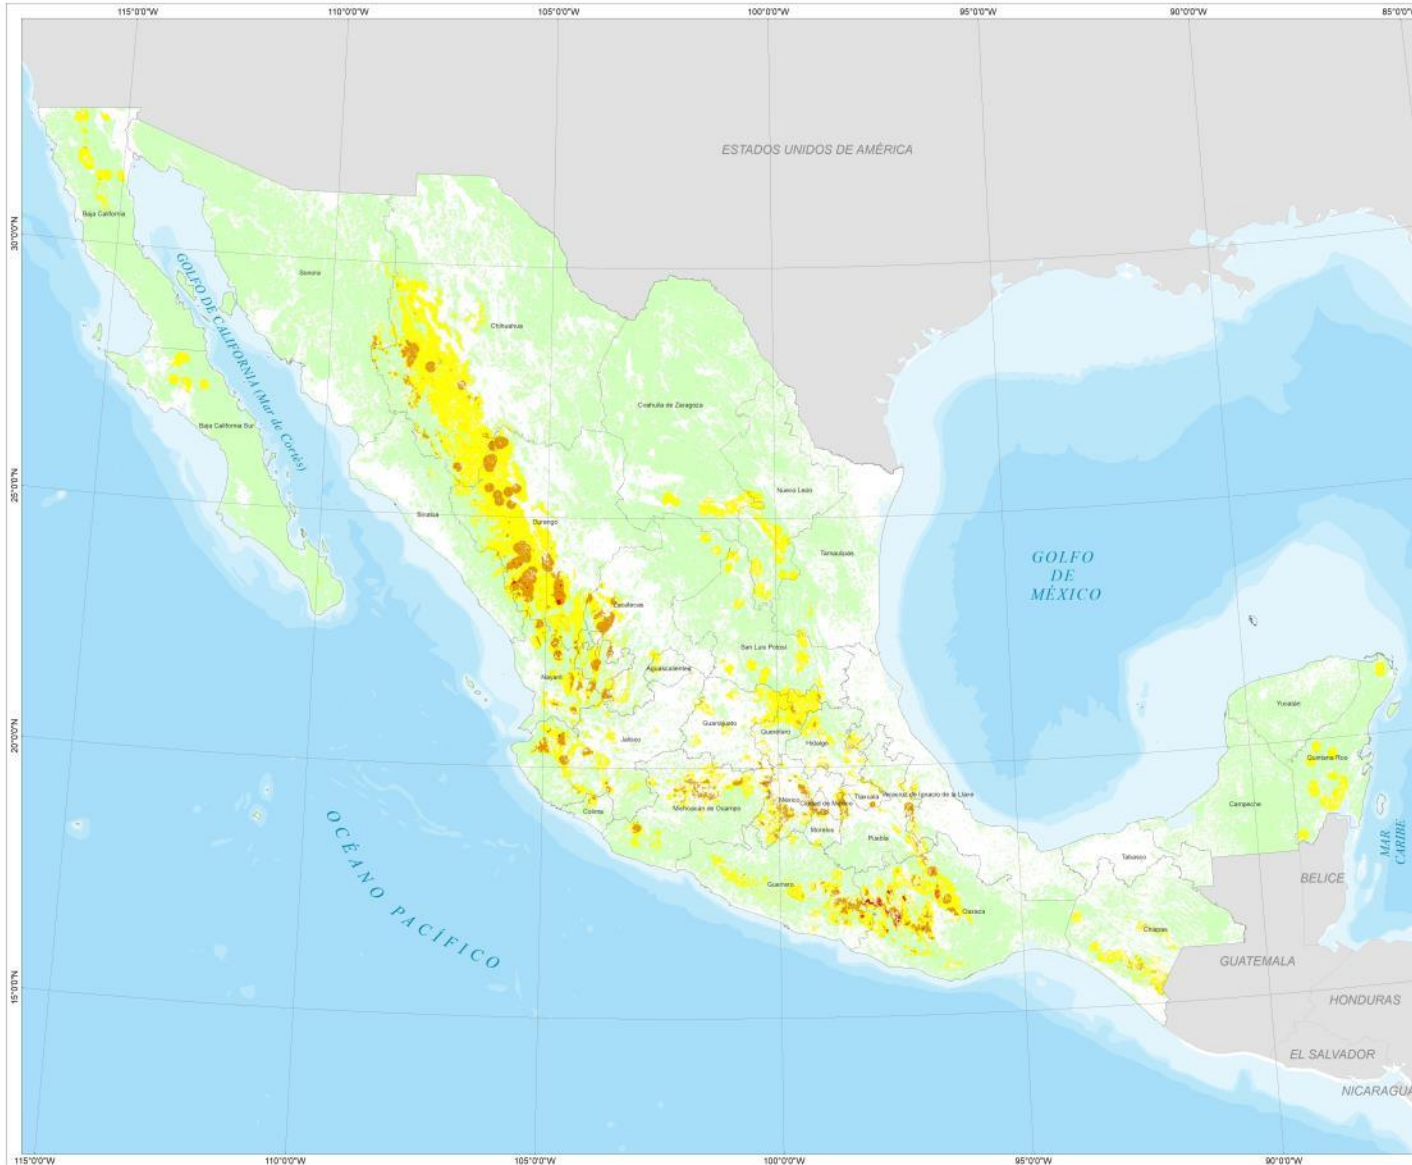 115°0'0"W
110°0'0"W
105°0'0"W
100°0'0"W
95°0'0"W
90°0'0"W
85°0'0"W
ESTADOS UNIDOS DE AMÉRICA
30°0'0"N
Baja California
GOLFO DE CALIFORNIA (Mar de Cortés)
Sonora
Chihuahua
Coahuila de Zaragoza
Baja California Sur
25°0'0"N
Nuevo León
Sinaloa
Durango
Tamaulipas
GOLFO
DE
MÉXICO
Zacatecas
San Luis Potosí
Aguascalientes
Nayarit
Yucatán
Guanajuato
20°0'0"N
Querétaro
Jalisco
Hidalgo
Quintana Roo
Michoacán de Ocampo
México
Ciudad de México
Tlaxcala
Veracruz de Ignacio de la Llave
Colima
Campeche
Morelos
Puebla
MAR
CARIBE
Tabasco
OCÉANO PACÍFICO
Guerrero
BELICE
Oaxaca
Chiapas
GUATEMALA
15°0'0"N
HONDURAS
EL SALVADOR
NICARAGUA
115°0'0"W
110°0'0"W
105°0'0"W
100°0'0"W
95°0'0"W
90°0'0"W